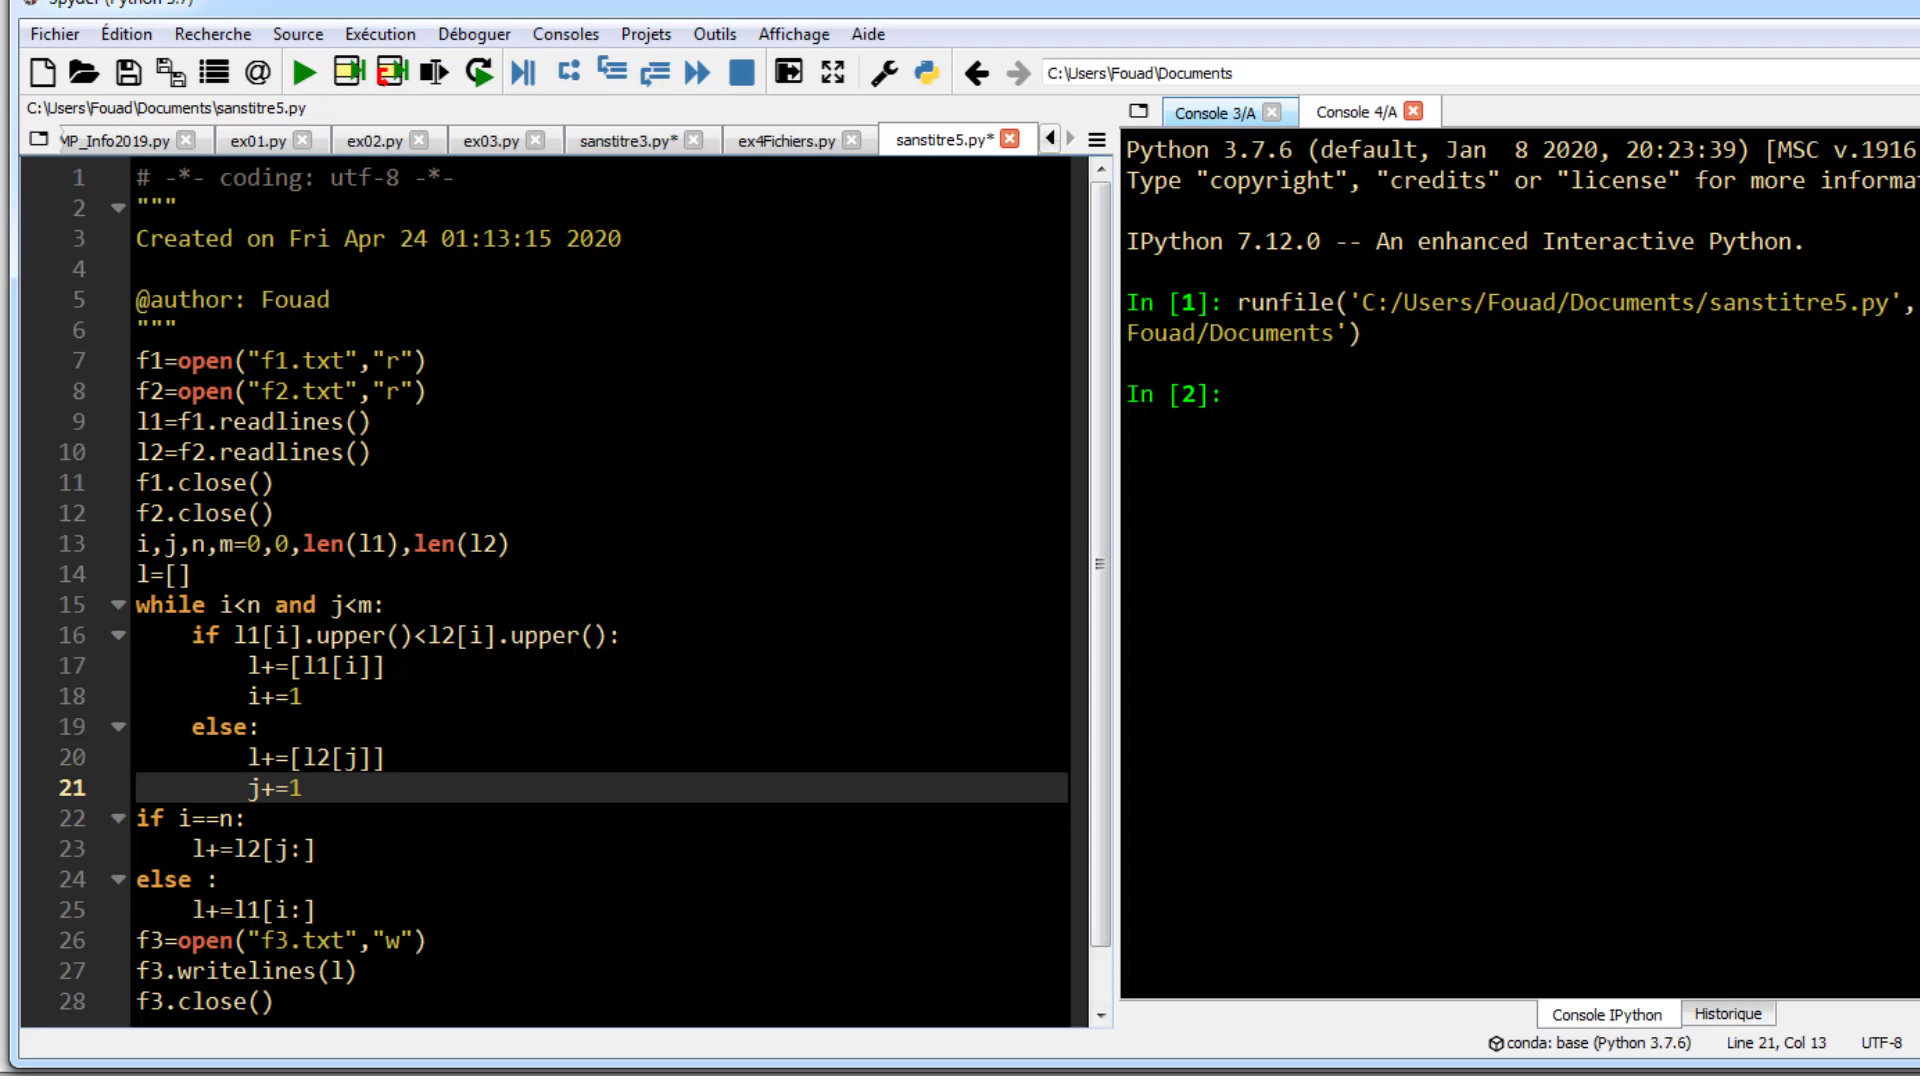 Spyder (Python 3.7)
Fichier Édition Recherche Source Exécution Déboguer Consoles Projets Outils Affichage Aide
C:\Users\Fouad\Documents
C:\Users\Fouad\Documents\sanstitre5.py
MP_Info2019.py ex01.py ex02.py ex03.py sanstitre3.py* ex4Fichiers.py sanstitre5.py*
1 # -*- coding: utf-8 -*-
2 """
3 Created on Fri Apr 24 01:13:15 2020
4
5 @author: Fouad
6 """
7 f1=open("f1.txt","r")
8 f2=open("f2.txt","r")
9 l1=f1.readlines()
10 l2=f2.readlines()
11 f1.close()
12 f2.close()
13 i,j,n,m=0,0,len(l1),len(l2)
14 l=[]
15 while i<n and j<m:
16     if l1[i].upper()<l2[i].upper():
17         l+=[l1[i]]
18         i+=1
19     else:
20         l+=[l2[j]]
21         j+=1
22 if i==n:
23     l+=l2[j:]
24 else :
25     l+=l1[i:]
26 f3=open("f3.txt","w")
27 f3.writelines(l)
28 f3.close()
Console 3/A Console 4/A
Python 3.7.6 (default, Jan  8 2020, 20:23:39) [MSC v.1916
Type "copyright", "credits" or "license" for more informa
IPython 7.12.0 -- An enhanced Interactive Python.
In [1]: runfile('C:/Users/Fouad/Documents/sanstitre5.py',
Fouad/Documents')
In [2]:
Console IPython Historique
conda: base (Python 3.7.6) Line 21, Col 13 UTF-8